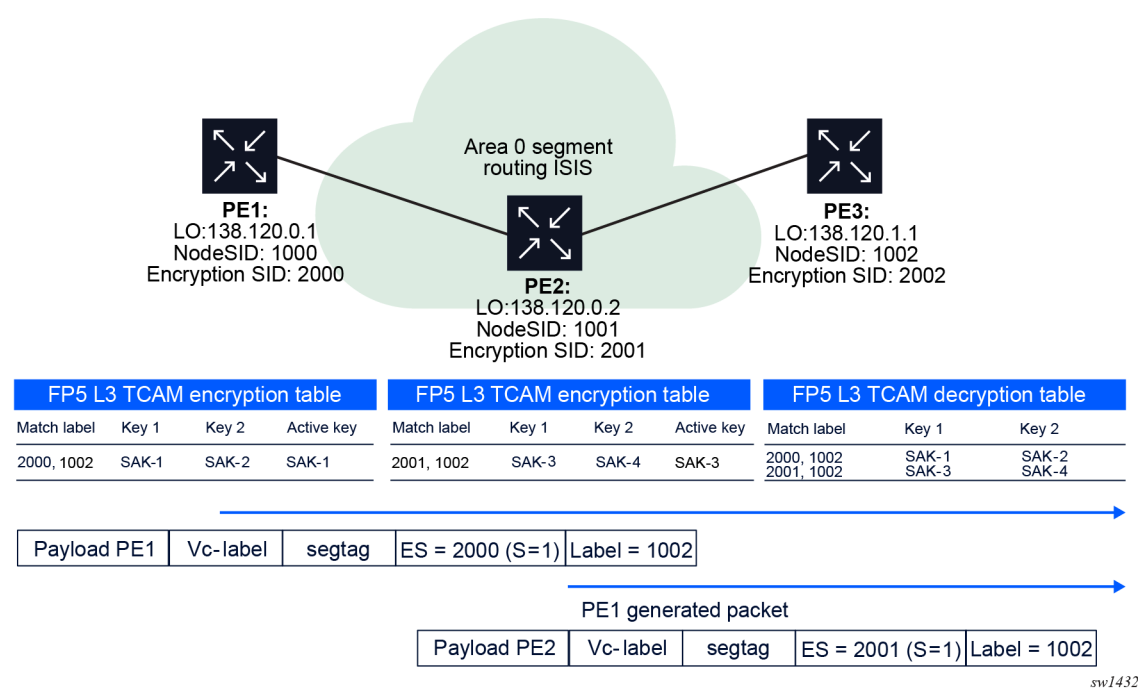 Area 0 segment
routing ISIS
PE1:
LO:138.120.0.1
NodeSID: 1000
Encryption SID: 2000
PE3:
LO:138.120.1.1
NodeSID: 1002
Encryption SID: 2002
PE2:
LO:138.120.0.2
NodeSID: 1001
Encryption SID: 2001
FP5 L3 TCAM encryption table
Match label Key 1 Key 2 Active key
2000, 1002 SAK-1 SAK-2 SAK-1
FP5 L3 TCAM encryption table
Match label Key 1 Key 2 Active key
2001, 1002 SAK-3 SAK-4 SAK-3
FP5 L3 TCAM decryption table
Match label Key 1 Key 2
2000, 1002 SAK-1 SAK-2
2001, 1002 SAK-3 SAK-4
Payload PE1 Vc-label segtag ES = 2000 (S=1) Label = 1002
PE1 generated packet
Payload PE2 Vc-label segtag ES = 2001 (S=1) Label = 1002
sw1432